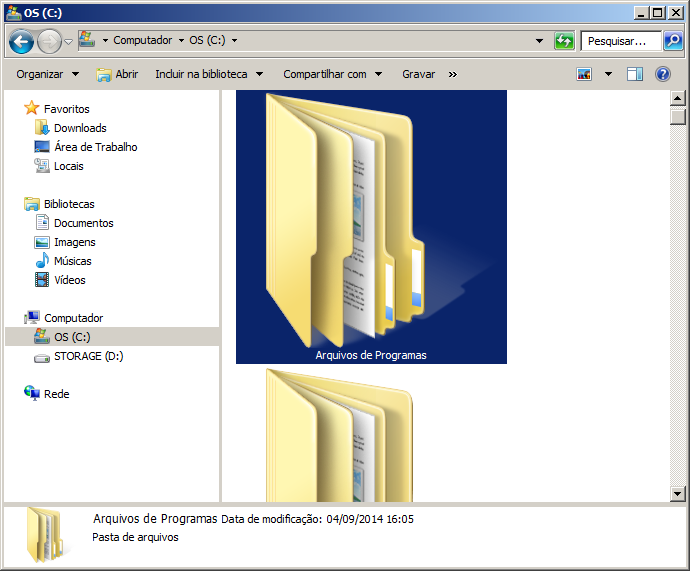 OS (C:)
Computador OS (C:) Pesquisar...
Organizar Abrir Incluir na biblioteca Compartilhar com Gravar »
Favoritos
Downloads
Área de Trabalho
Locais
Bibliotecas
Documentos
Imagens
Músicas
Vídeos
Computador
OS (C:)
STORAGE (D:)
Rede
Arquivos de Programas
Arquivos de Programas Data de modificação: 04/09/2014 16:05
Pasta de arquivos